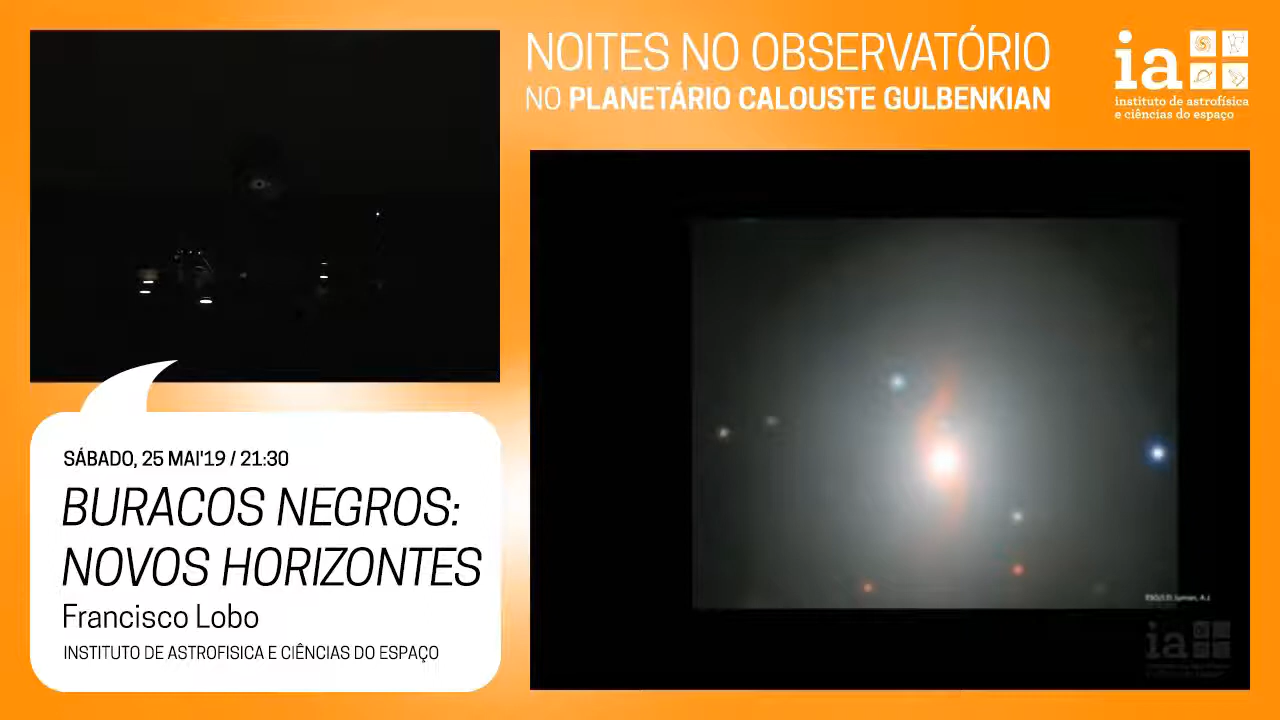 NOITES NO OBSERVATÓRIO
NO PLANETÁRIO CALOUSTE GULBENKIAN
ia
instituto de astrofísica
e ciências do espaço
SÁBADO, 25 MAI'19 / 21:30
BURACOS NEGROS:
NOVOS HORIZONTES
Francisco Lobo
INSTITUTO DE ASTROFISICA E CIÊNCIAS DO ESPAÇO
ia